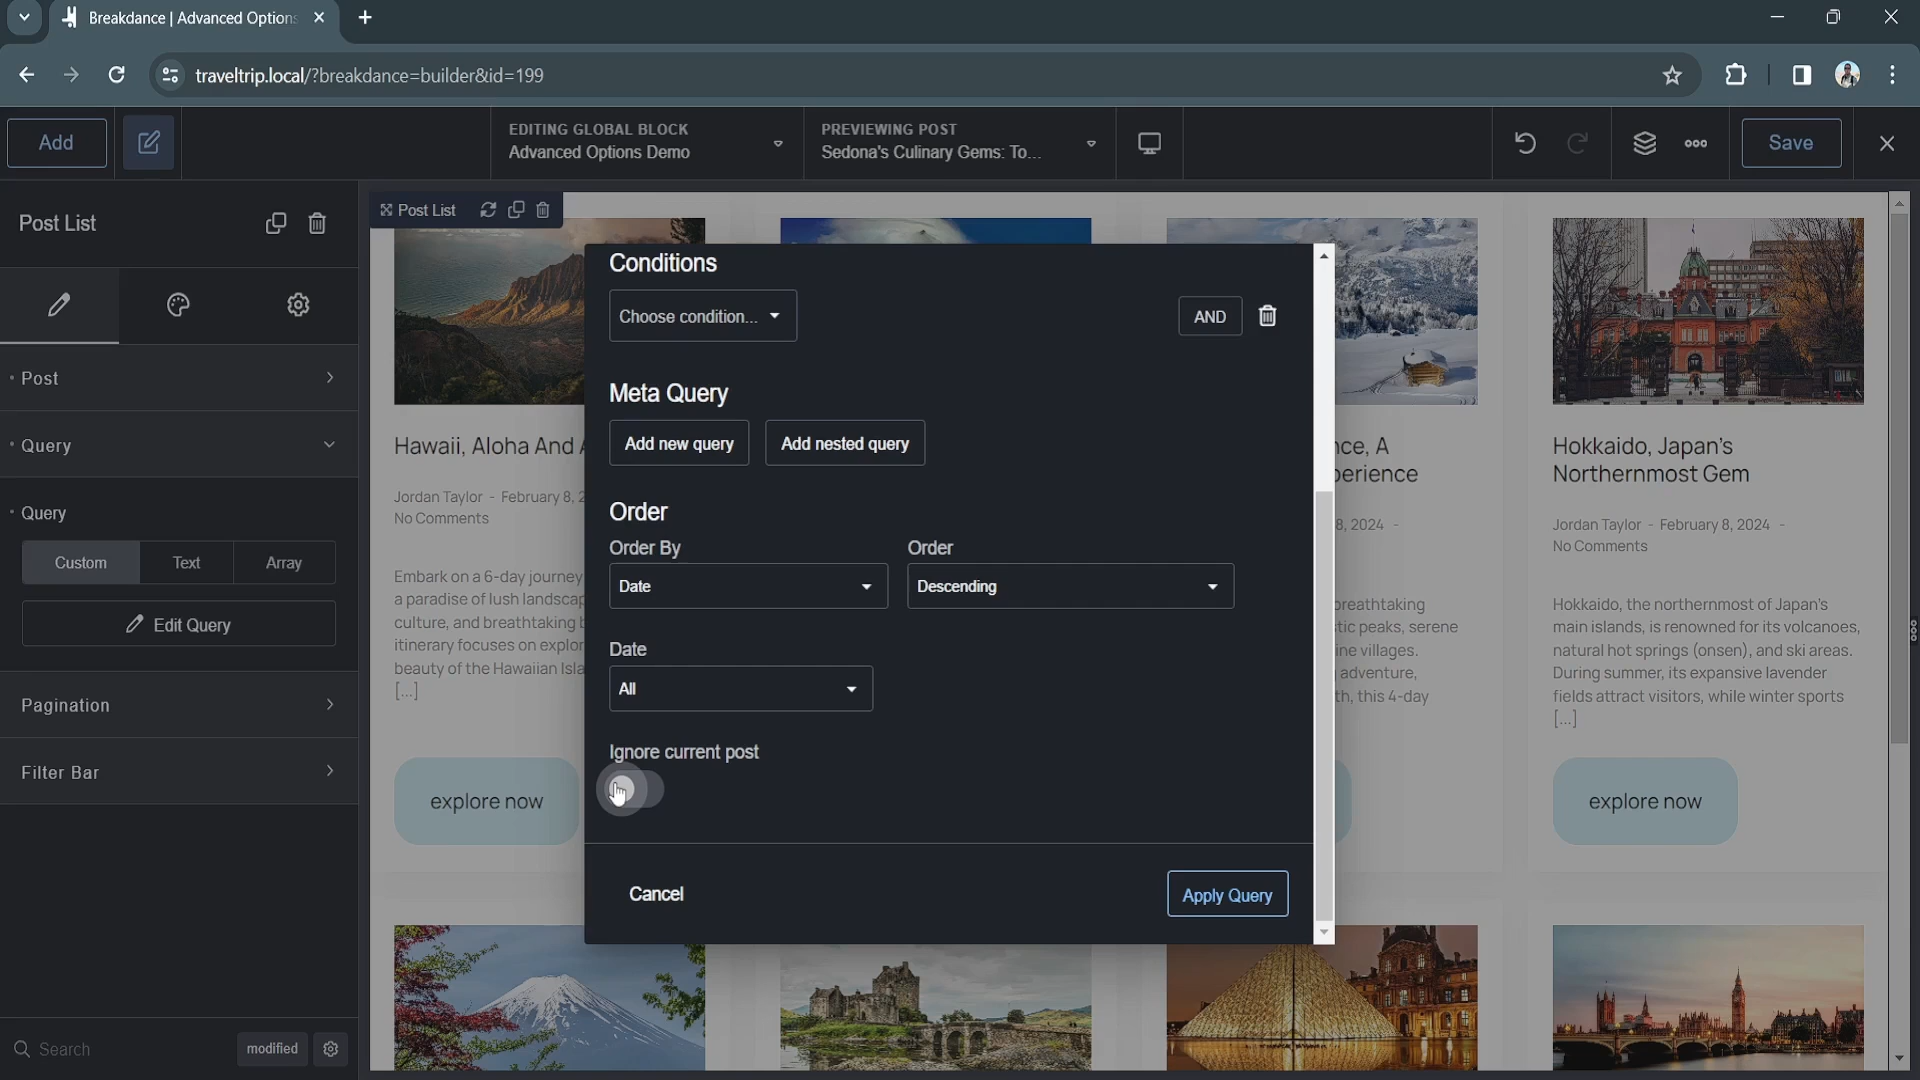 Breakdance | Advanced Options
traveltrip.local/?breakdance=builder&id=199
Add
EDITING GLOBAL BLOCK
Advanced Options Demo
PREVIEWING POST
Sedona's Culinary Gems: To...
Save
Post List
Post
Query
Query
Custom
Text
Array
Edit Query
Pagination
Filter Bar
Search
modified
Post List
Hawaii, Aloha And
Jordan Taylor - February 8, 2
No Comments
Embark on a 6-day journey
a paradise of lush landscap
culture, and breathtaking
itinerary focuses on explor
beauty of the Hawaiian Isla
[...]
explore now
Conditions
Choose condition...
AND
Meta Query
Add new query
Add nested query
Order
Order By
Order
Date
Descending
Date
All
Ignore current post
Cancel
Apply Query
nce, A
perience
8, 2024 -
breathtaking
tic peaks, serene
ine villages.
adventure,
th, this 4-day
Hokkaido, Japan's
Northernmost Gem
Jordan Taylor - February 8, 2024 -
No Comments
Hokkaido, the northernmost of Japan's
main islands, is renowned for its volcanoes,
natural hot springs (onsen), and ski areas.
During summer, its expansive lavender
fields attract visitors, while winter sports
[...]
explore now